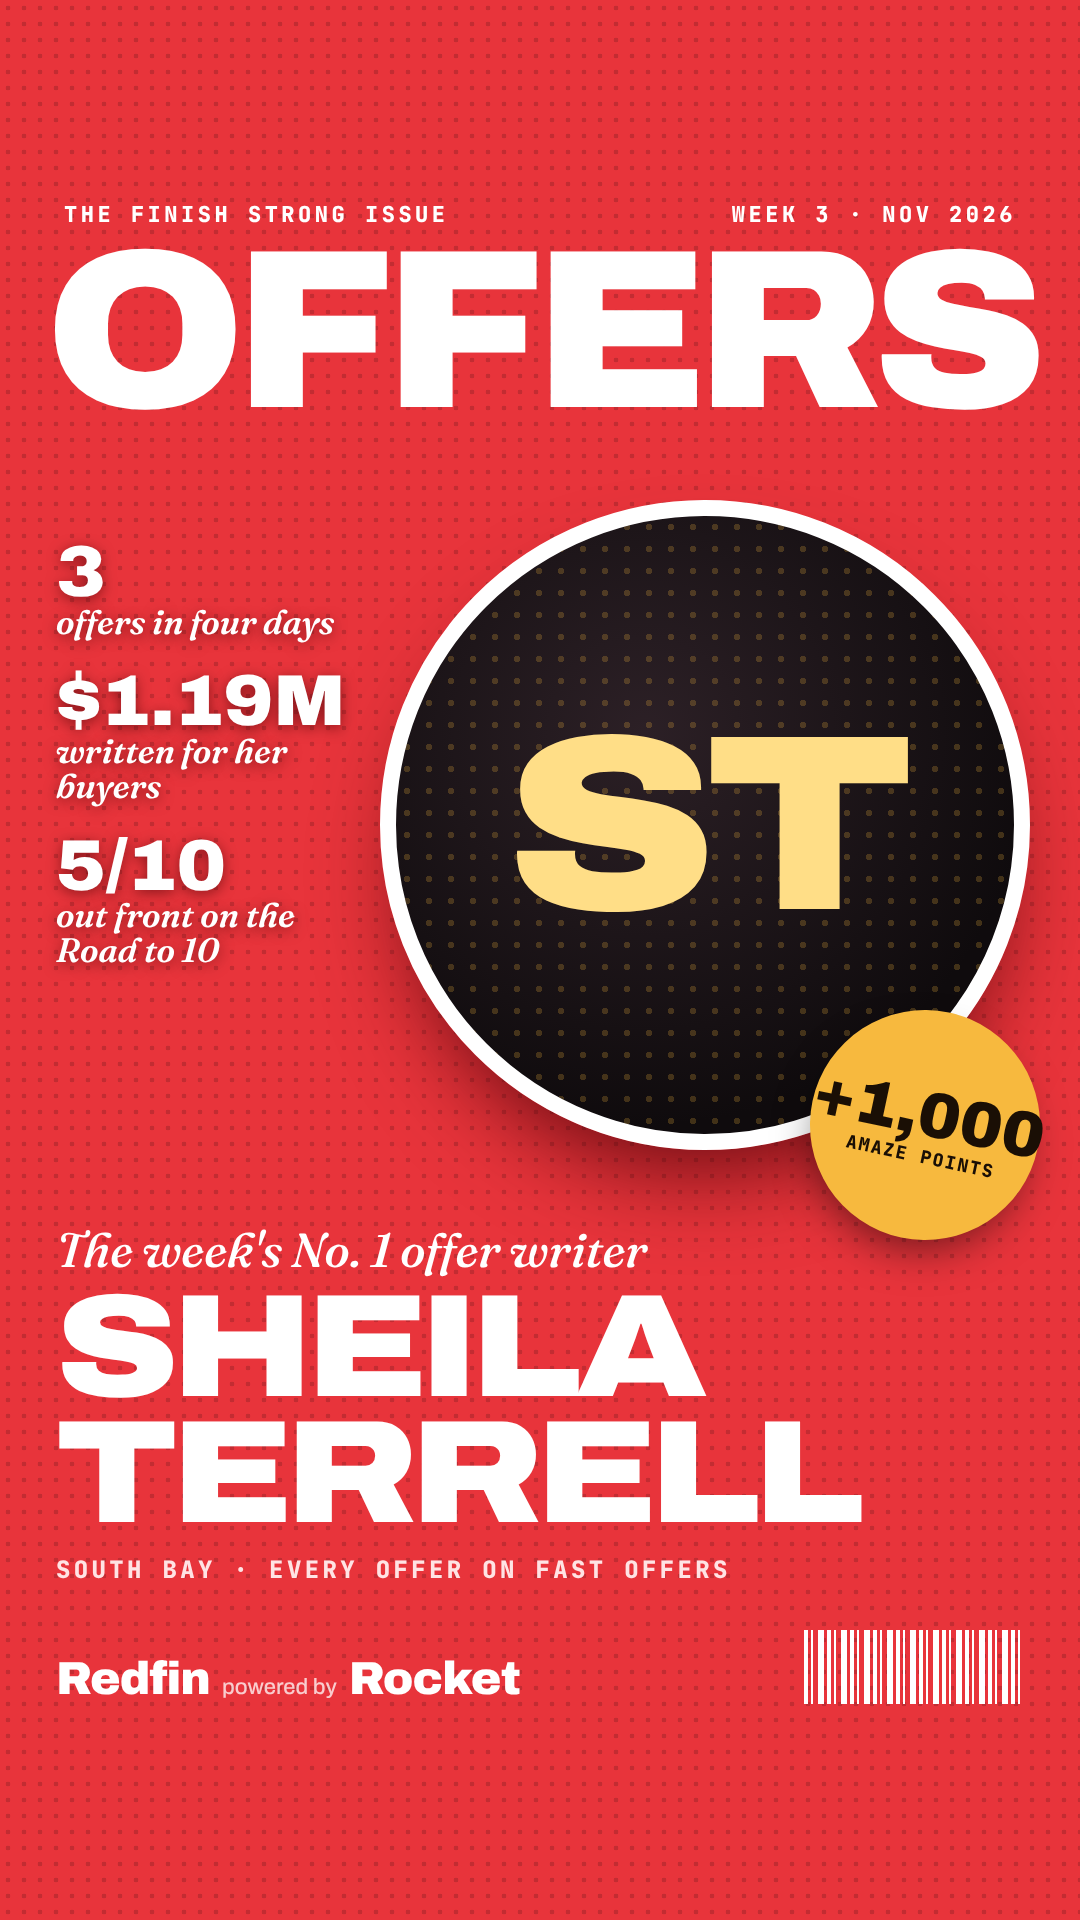 THE FINISH STRONG ISSUE
WEEK 3 · NOV 2026
OFFERS
3
offers in four days
$1.19M
written for her
buyers
5/10
out front on the
Road to 10
ST
+1,000
AMAZE POINTS
The week's No. 1 offer writer
SHEILA
TERRELL
SOUTH BAY · EVERY OFFER ON FAST OFFERS
Redfin powered by Rocket